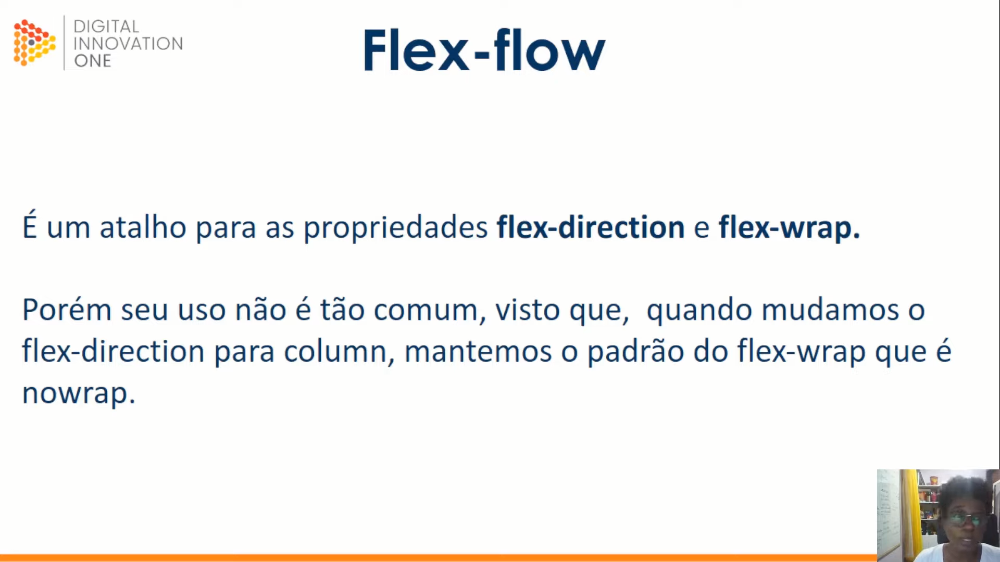 DIGITAL
INNOVATION
ONE
Flex-flow
É um atalho para as propriedades flex-direction e flex-wrap.
Porém seu uso não é tão comum, visto que, quando mudamos o
flex-direction para column, mantemos o padrão do flex-wrap que é
nowrap.